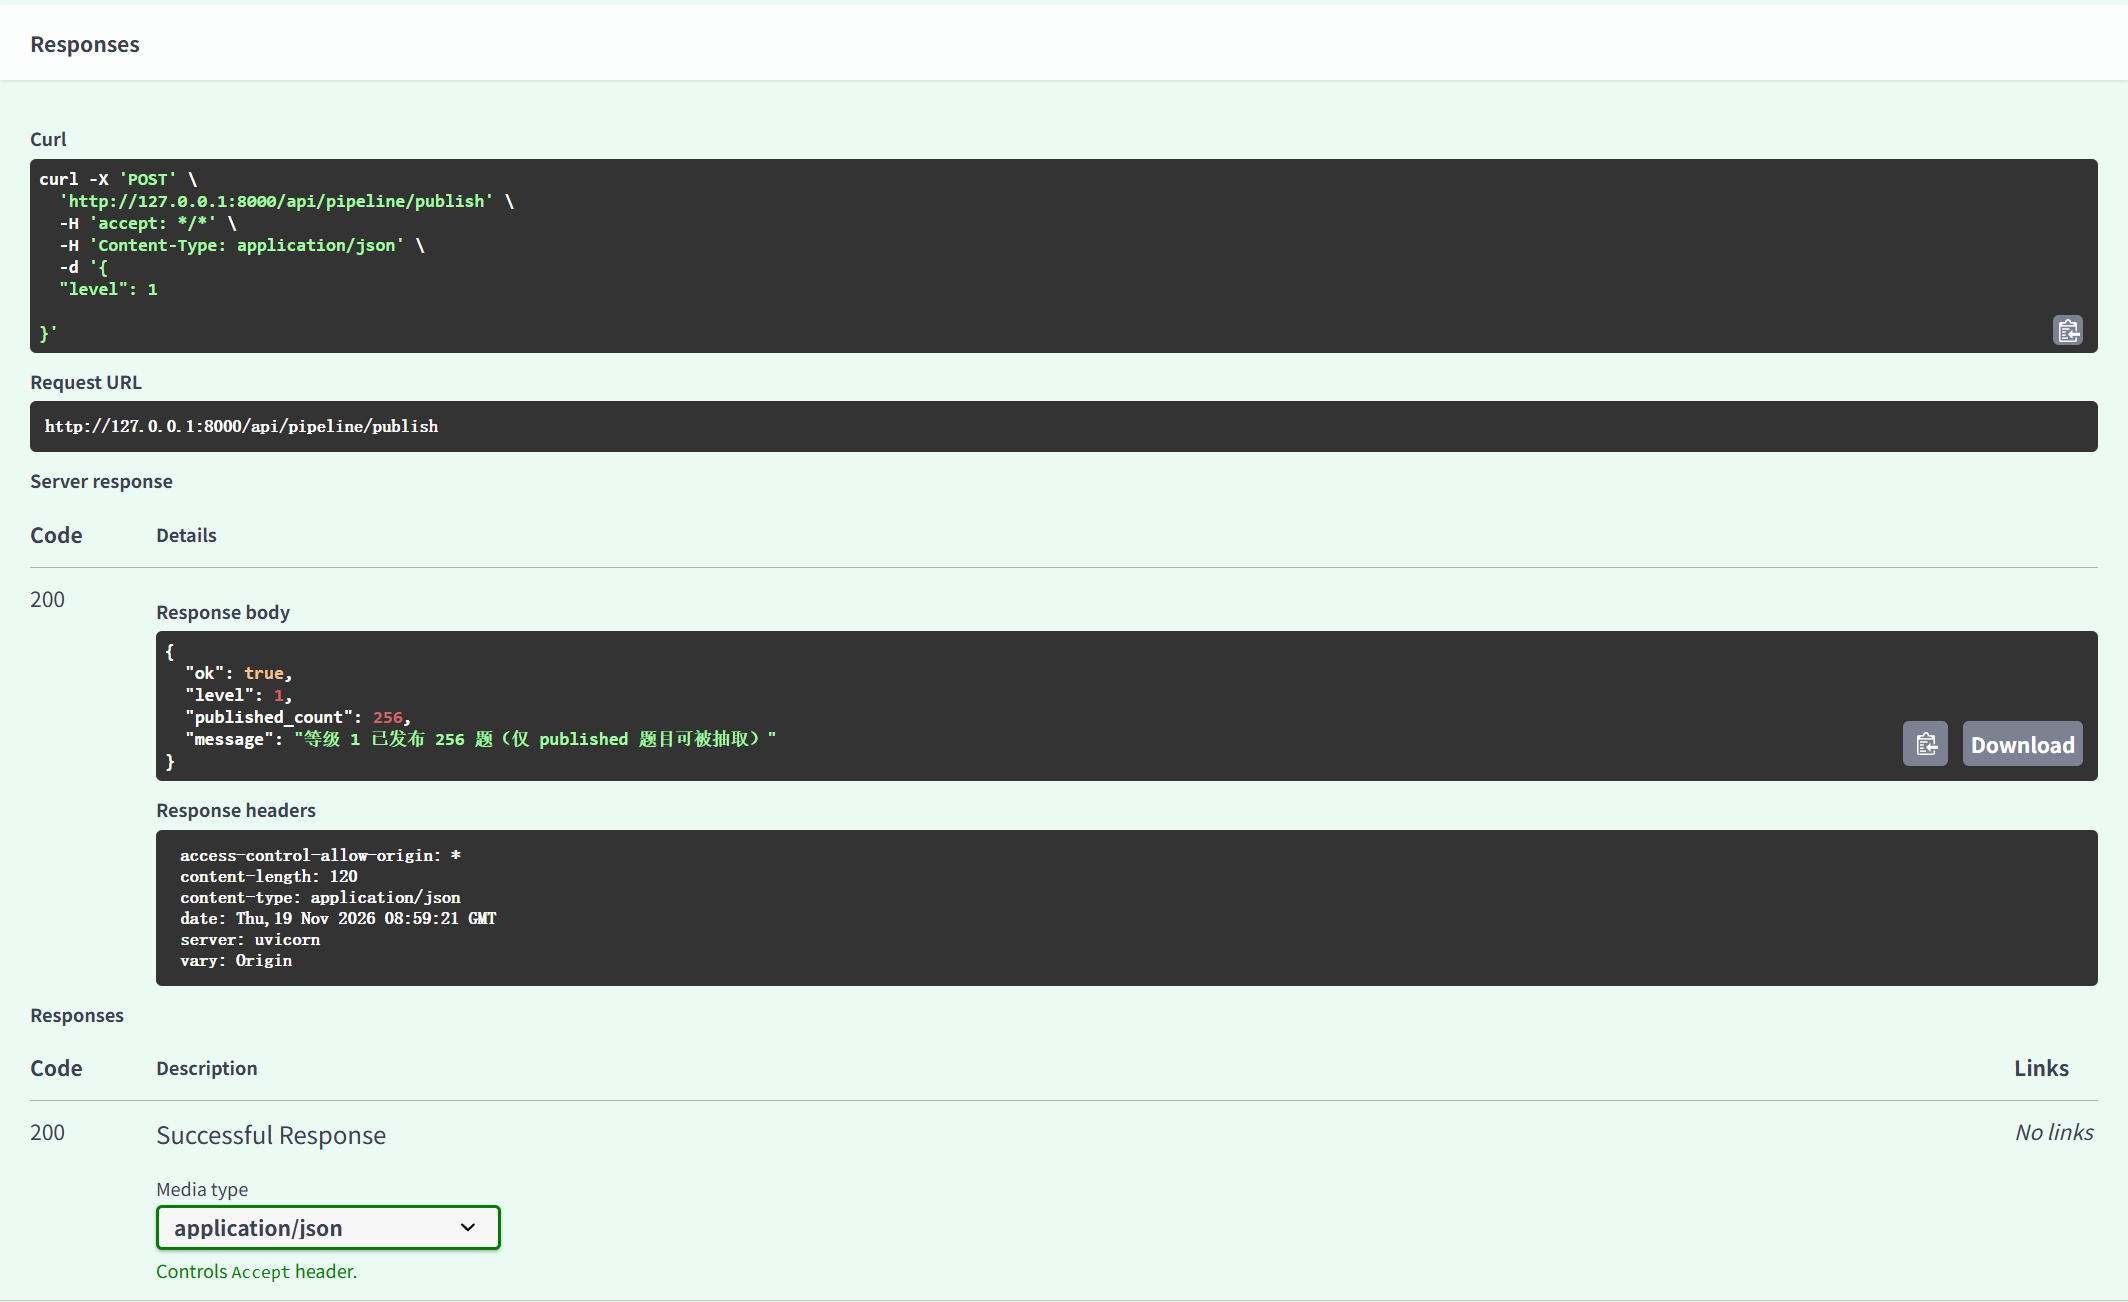 Responses
Curl
curl -X 'POST' \
  'http://127.0.0.1:8000/api/pipeline/publish' \
  -H 'accept: */*' \
  -H 'Content-Type: application/json' \
  -d '{
  "level": 1
}'
Request URL
http://127.0.0.1:8000/api/pipeline/publish
Server response
Code Details
200
Response body
{
  "ok": true,
  "level": 1,
  "published_count": 256,
  "message": "等级 1 已发布 256 题（仅 published 题目可被抽取）"
}
Download
Response headers
access-control-allow-origin: *
content-length: 120
content-type: application/json
date: Thu,19 Nov 2026 08:59:21 GMT
server: uvicorn
vary: Origin
Responses
Code Description Links
200 Successful Response No links
Media type
application/json
Controls Accept header.